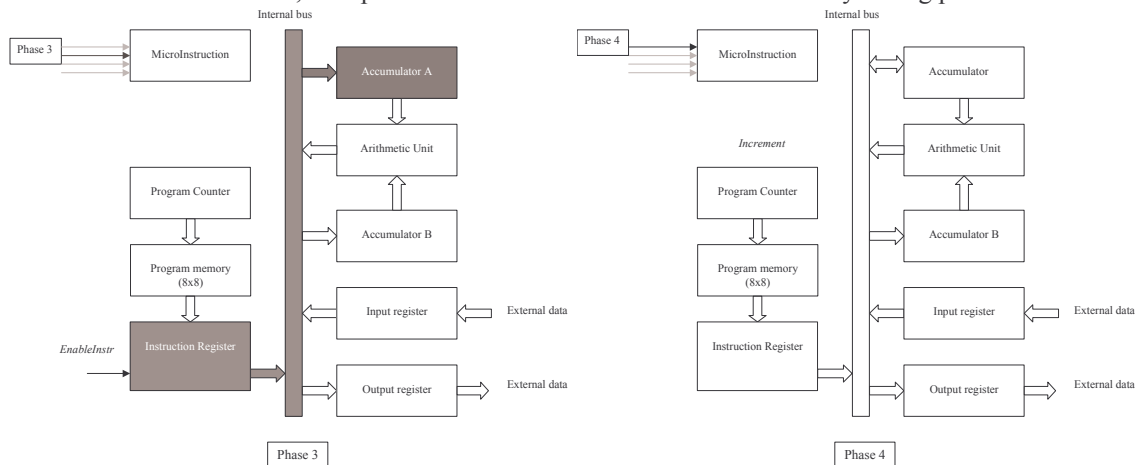 Internal bus
Phase 3
MicroInstruction
Accumulator A
Arithmetic Unit
Program Counter
Accumulator B
Program memory
(8x8)
Input register
External data
EnableInstr
Instruction Register
Output register
External data
Phase 3
Internal bus
Phase 4
MicroInstruction
Accumulator
Increment
Arithmetic Unit
Program Counter
Accumulator B
Program memory
(8x8)
Input register
External data
Instruction Register
Output register
External data
Phase 4